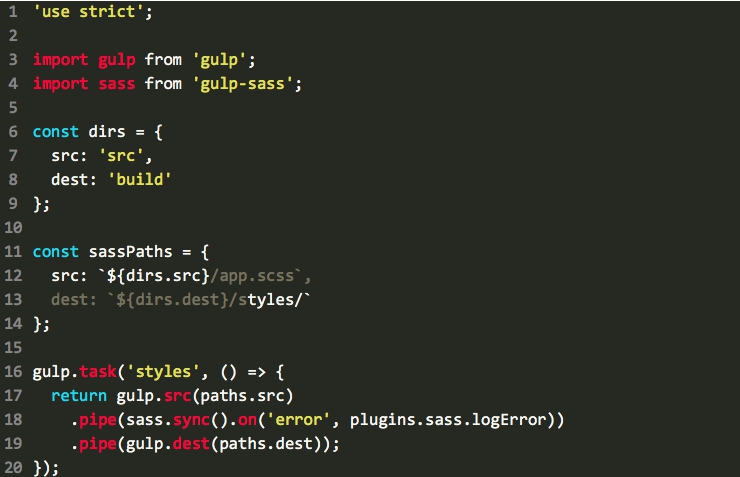 1 'use strict';
2
3 import gulp from 'gulp';
4 import sass from 'gulp-sass';
5
6 const dirs = {
7   src: 'src',
8   dest: 'build'
9 };
10
11 const sassPaths = {
12   src: `${dirs.src}/app.scss`,
13   dest: `${dirs.dest}/styles/`
14 };
15
16 gulp.task('styles', () => {
17   return gulp.src(paths.src)
18     .pipe(sass.sync().on('error', plugins.sass.logError))
19     .pipe(gulp.dest(paths.dest));
20 });